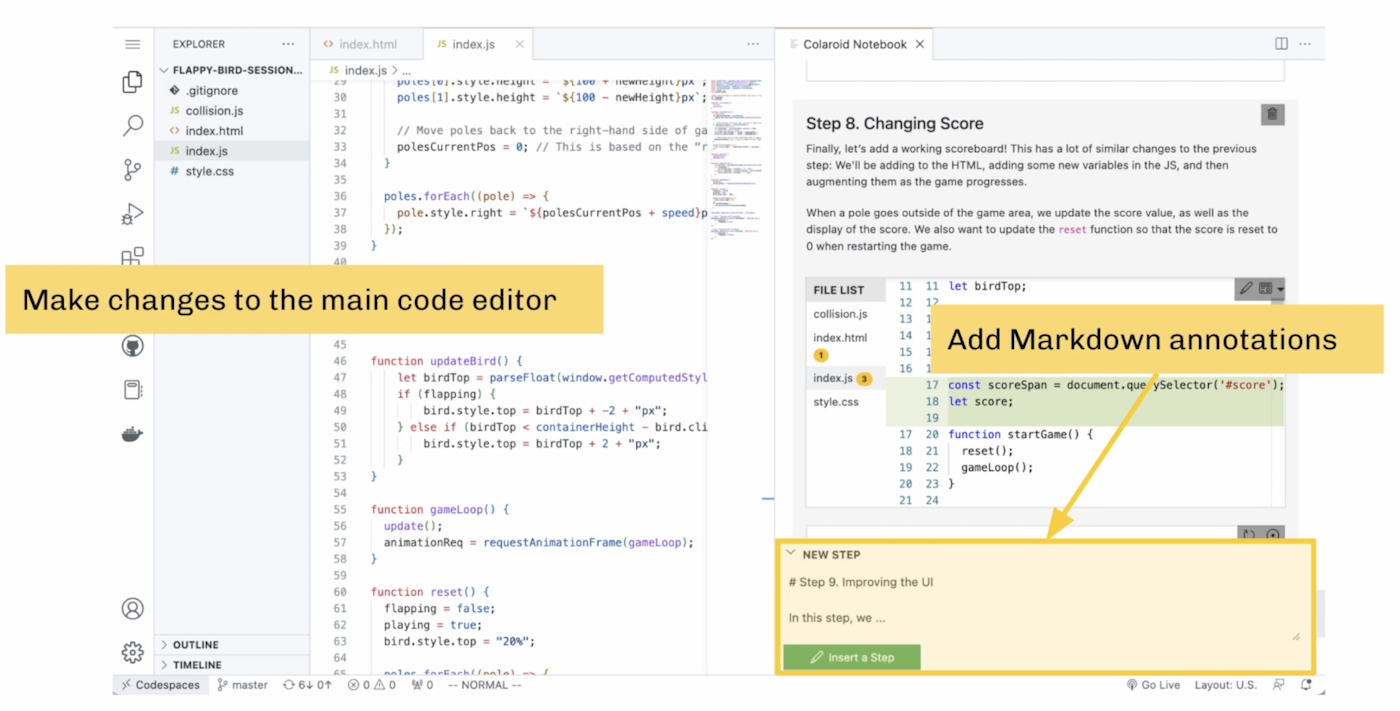 EXPLORER
FLAPPY-BIRD-SESSION...
.gitignore
JS collision.js
<> index.html
JS index.js
# style.css
OUTLINE
TIMELINE
<> index.html
JS index.js
JS index.js > ...
29 poles[0].style.height = `${100 + newHeight}px`;
30 poles[1].style.height = `${100 - newHeight}px`;
31
32 // Move poles back to the right-hand side of ga
33 polesCurrentPos = 0; // This is based on the "r
34 }
35
36 poles.forEach((pole) => {
37 pole.style.right = `${polesCurrentPos + speed}p
38 });
39 }
40
Make changes to the main code editor
45
46 function updateBird() {
47 let birdTop = parseFloat(window.getComputedStyl
48 if (flapping) {
49 bird.style.top = birdTop + -2 + "px";
50 } else if (birdTop < containerHeight - bird.cli
51 bird.style.top = birdTop + 2 + "px";
52 }
53 }
54
55 function gameLoop() {
56 update();
57 animationReq = requestAnimationFrame(gameLoop);
58 }
59
60 function reset() {
61 flapping = false;
62 playing = true;
63 bird.style.top = "20%";
64
65 poles.forEach((pole) => {
Colaroid Notebook
Step 8. Changing Score
Finally, let's add a working scoreboard! This has a lot of similar changes to the previous
step: We'll be adding to the HTML, adding some new variables in the JS, and then
augmenting them as the game progresses.
When a pole goes outside of the game area, we update the score value, as well as the
display of the score. We also want to update the reset function so that the score is reset to
0 when restarting the game.
FILE LIST
collision.js
index.html
1
index.js 3
style.css
11 11 let birdTop;
12 12
13 1
14 1
15 1
16 1
Add Markdown annotations
17 const scoreSpan = document.querySelector('#score');
18 let score;
19
17 20 function startGame() {
18 21 reset();
19 22 gameLoop();
20 23 }
21 24
NEW STEP
# Step 9. Improving the UI
In this step, we ...
Insert a Step
Codespaces
master
6↓ 0↑
0
0
0
-- NORMAL --
Go Live
Layout: U.S.